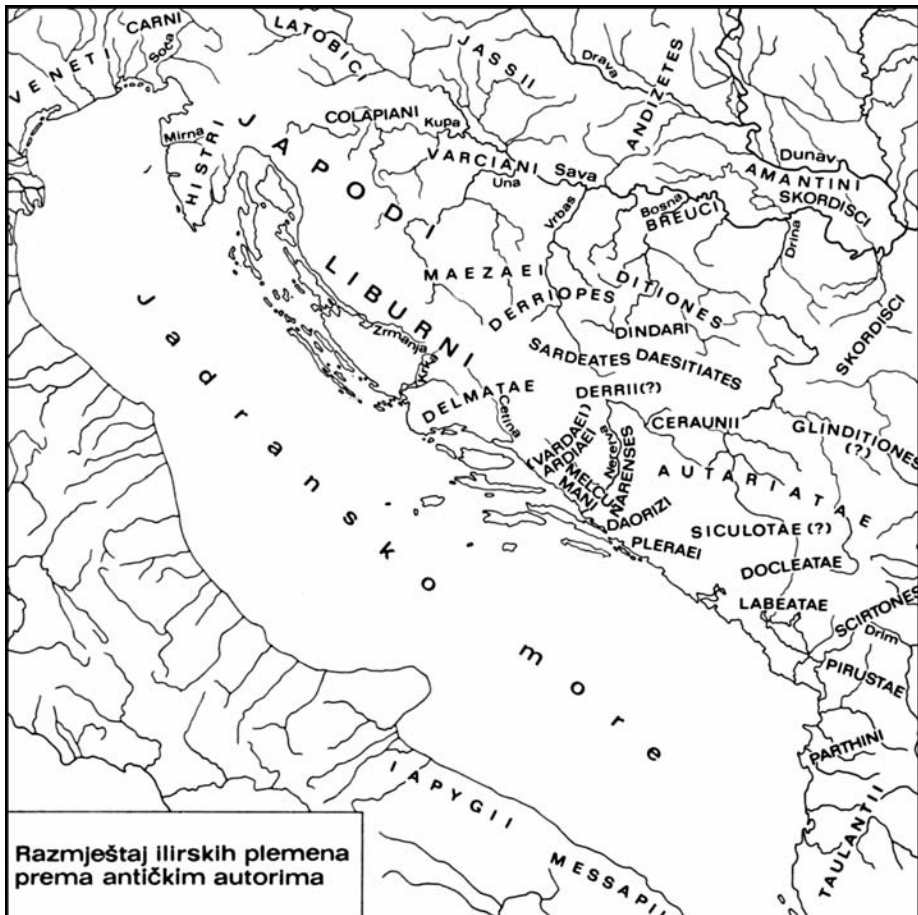 CARNI
VENETI
Soča
LATOBIC
JASSII
Drava
ANDIZETES
Mirna
HISTRI
JAPODI
COLAPIANI
Kupa
VARCIANI
Sava
Una
Dunav
AMANTINI
SKORDISCI
Vrbas
Bosna
BREUCI
Drina
LIBURNI
MAEZAEI
DERRIOPES
DITIONES
DINDARI
SKORDISCI
Zrmanja
Krka
SARDEATES
DAESITIATES
DELMATAE
Cetina
DERRII(?)
(VARDAEI)
ARDIAEI
MELCU
MANI
Neretva
NARENSES
CERAUNII
GLINDITIONES
(?)
AUTARIATAE
DAORIZI
SICULOTAE(?)
PLERAEI
DOCLEATAE
LABEATAE
SCIRTONES
Drim
PIRUSTAE
PARTHINI
TAULANTII
Jadransko more
IAPYGII
MESSAPII
Razmještaj ilirskih plemena
prema antičkim autorima